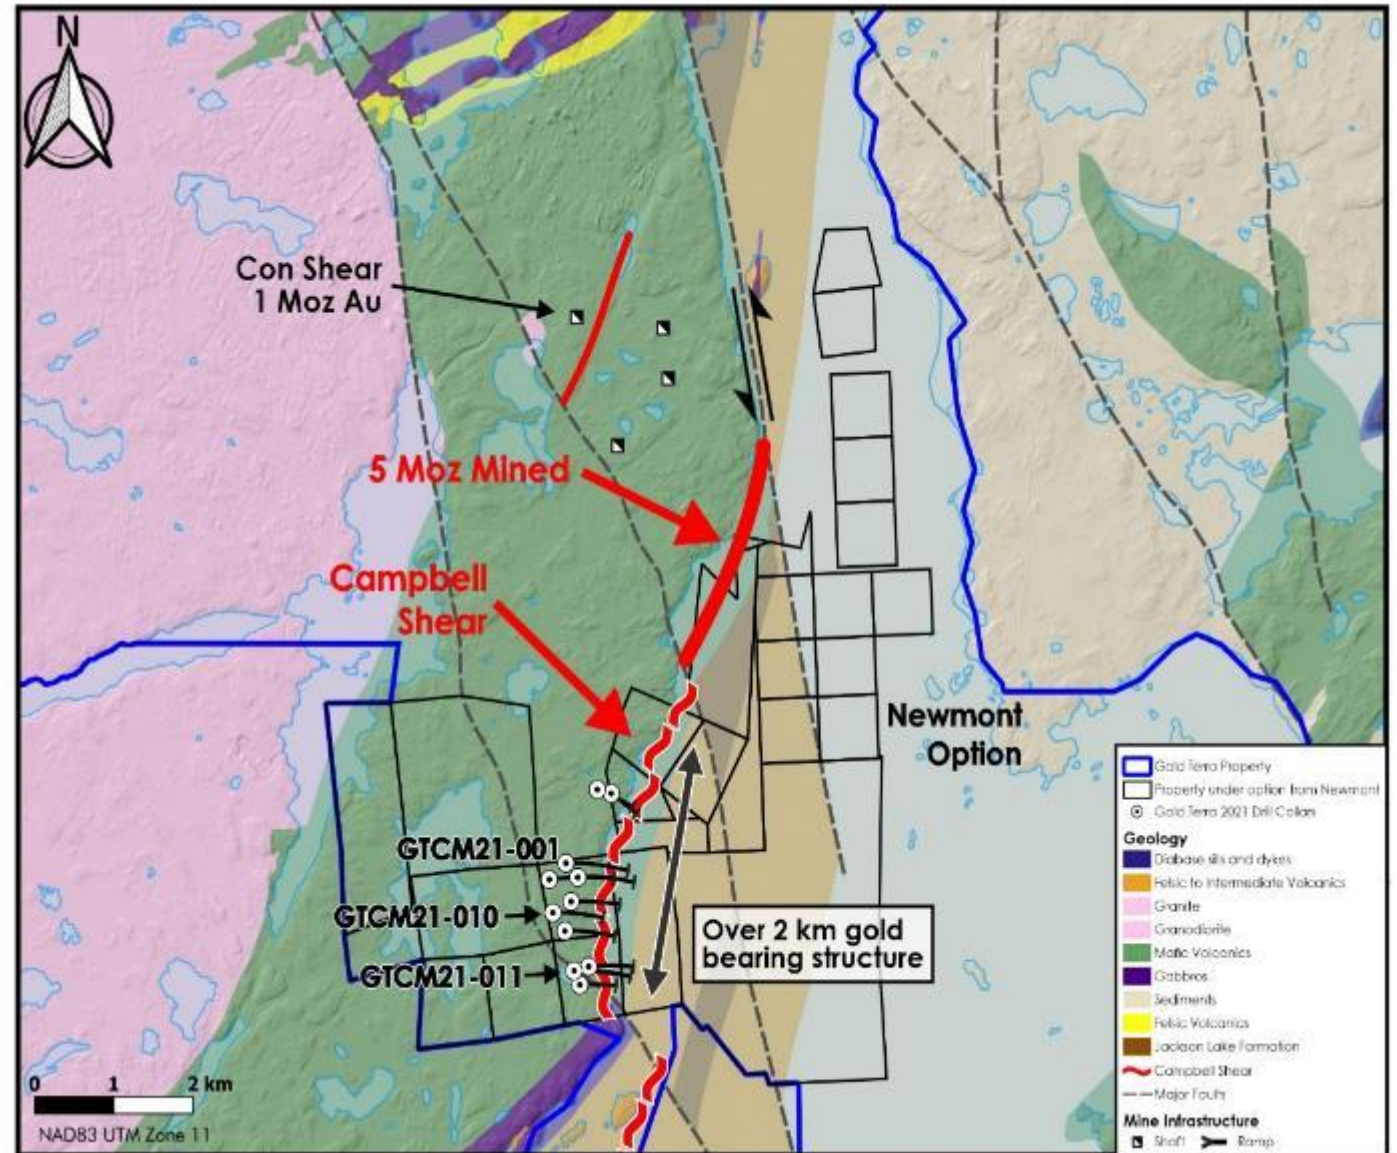 N
Con Shear
1 Moz Au
5 Moz Mined
Campbell
Shear
Newmont
Option
GTCM21-001
GTCM21-010
GTCM21-011
Over 2 km gold
bearing structure
0 1 2 km
NAD83 UTM Zone 11
Gold Terra Property
Property under option from Newmont
Gold Terra 2021 Drill Collars
Geology
Diabase sills and dykes
Felsic to Intermediate Volcanics
Granite
Granodiorite
Mafic Volcanics
Gabbros
Sediments
Felsic Volcanics
Jackson Lake Formation
Campbell Shear
Major Faults
Mine Infrastructure
Shaft Ramp